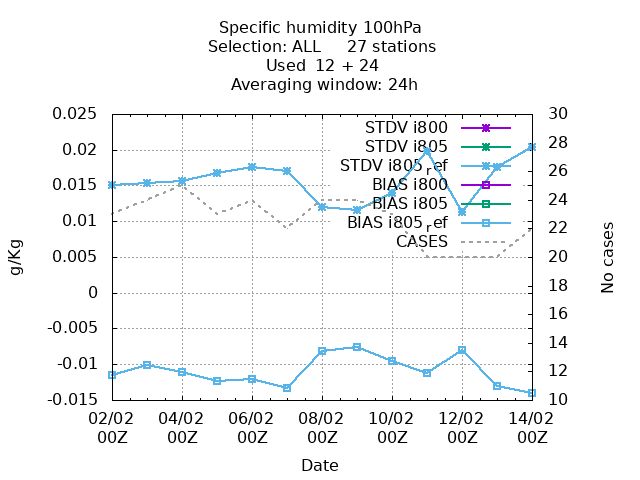 Specific humidity 100hPa
Selection: ALL 27 stations
Used 12 + 24
Averaging window: 24h
STDV i800
STDV i805
STDV i805ref
BIAS i800
BIAS i805
BIAS i805ref
CASES
0.025
0.02
0.015
0.01
0.005
0
-0.005
-0.01
-0.015
g/Kg
30
28
26
24
22
20
18
16
14
12
10
No cases
02/02 04/02 06/02 08/02 10/02 12/02 14/02
00Z 00Z 00Z 00Z 00Z 00Z 00Z
Date